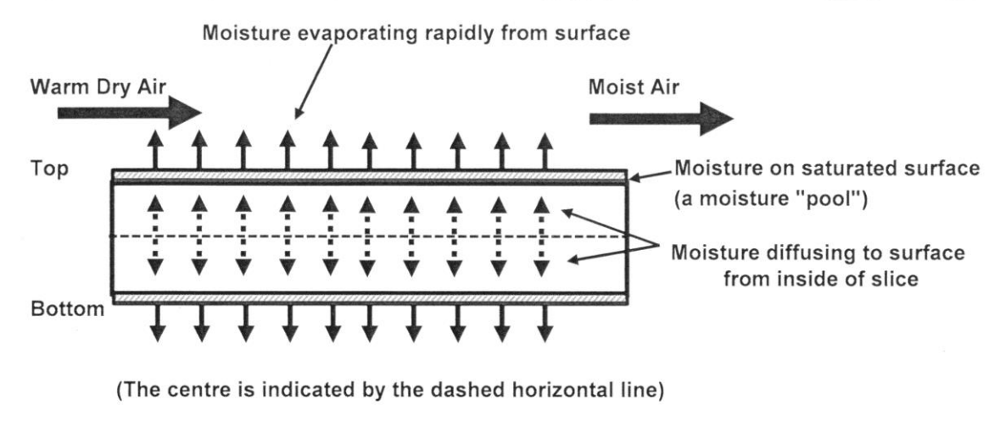 Moisture evaporating rapidly from surface
Warm Dry Air
Moist Air
Top
Moisture on saturated surface
(a moisture "pool")
Moisture diffusing to surface
from inside of slice
Bottom
(The centre is indicated by the dashed horizontal line)